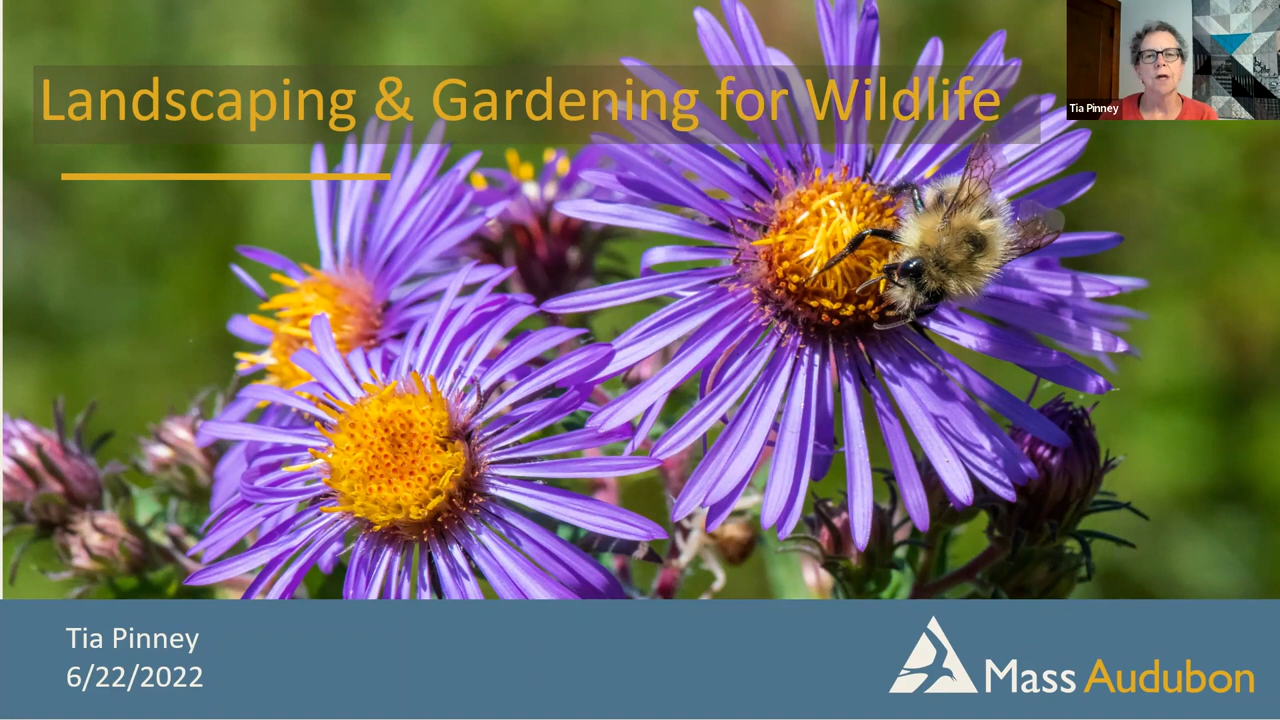 Landscaping & Gardening for Wildlife
Tia Pinney
Tia Pinney
6/22/2022
Mass Audubon